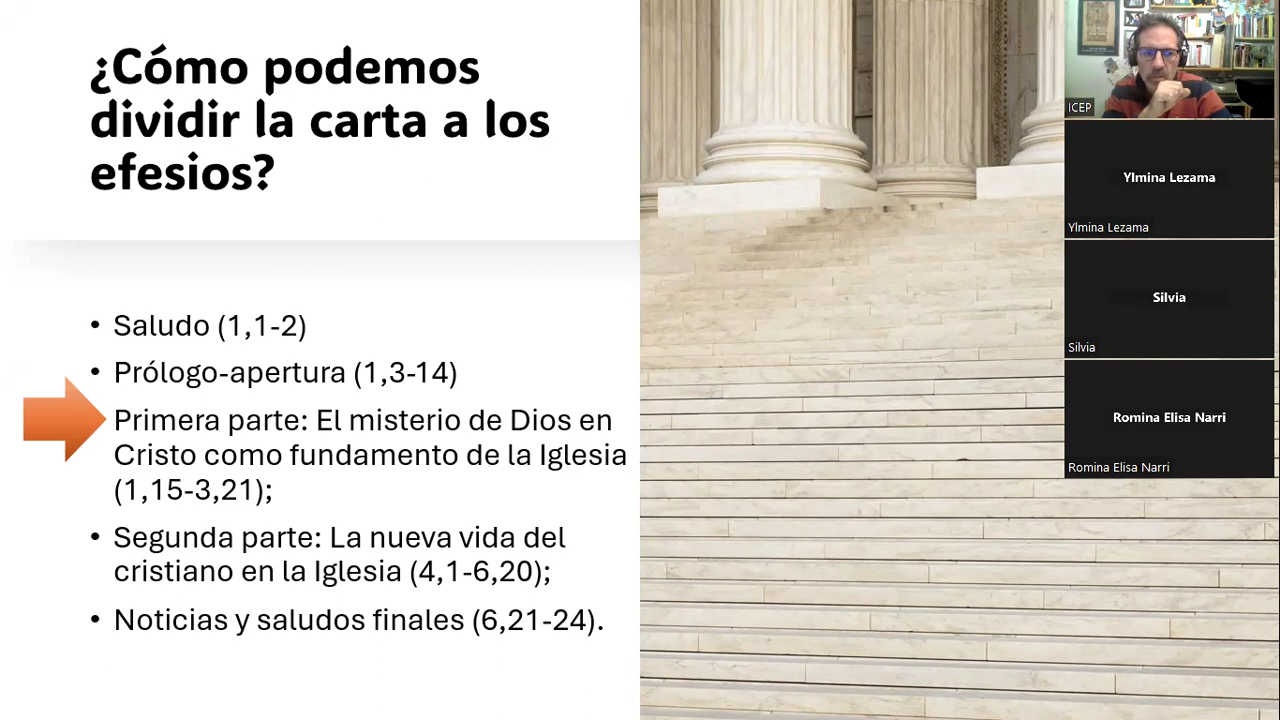 ¿Cómo podemos
dividir la carta a los
efesios?
• Saludo (1,1-2)
• Prólogo-apertura (1,3-14)
Primera parte: El misterio de Dios en
Cristo como fundamento de la Iglesia
(1,15-3,21);
• Segunda parte: La nueva vida del
cristiano en la Iglesia (4,1-6,20);
• Noticias y saludos finales (6,21-24).
ICEP
Ylmina Lezama
Ylmina Lezama
Silvia
Silvia
Romina Elisa Narri
Romina Elisa Narri